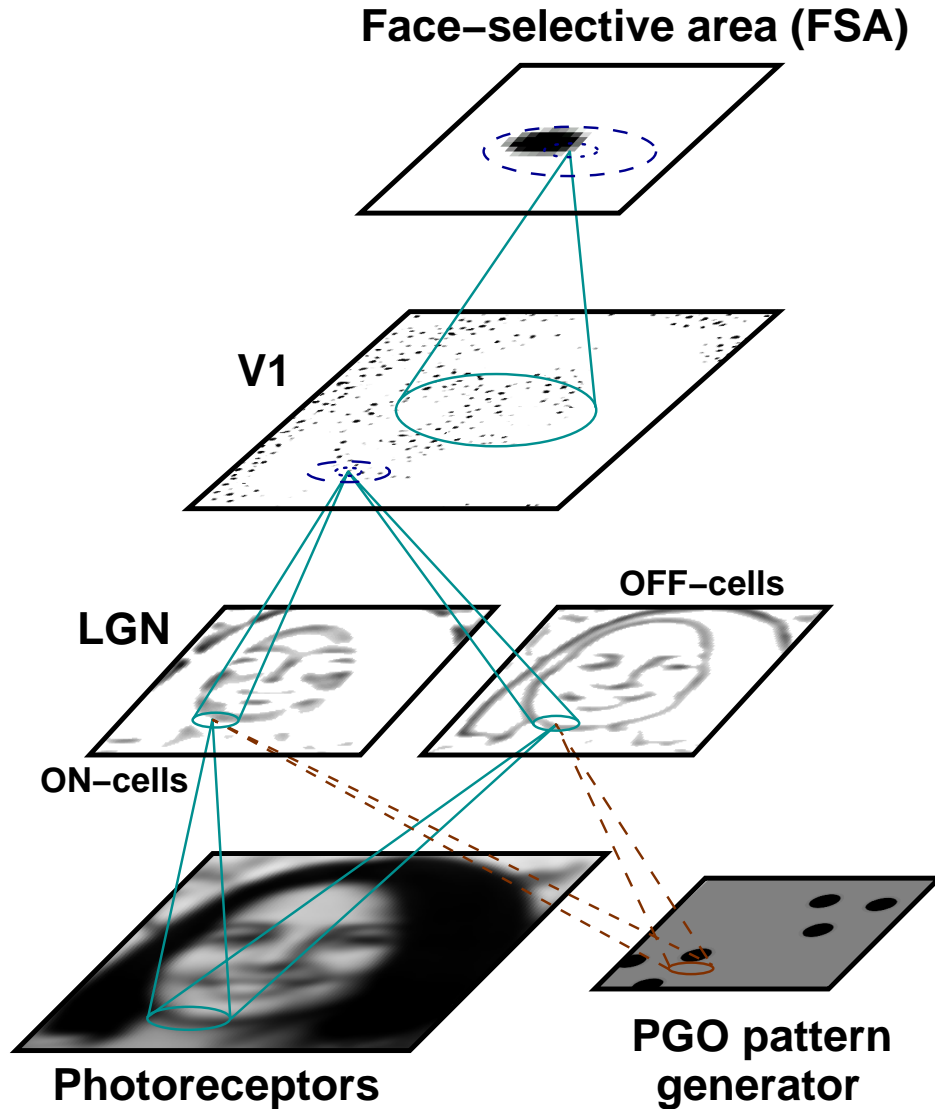 Face–selective area (FSA)
V1
OFF–cells
LGN
ON–cells
Photoreceptors
PGO pattern
generator